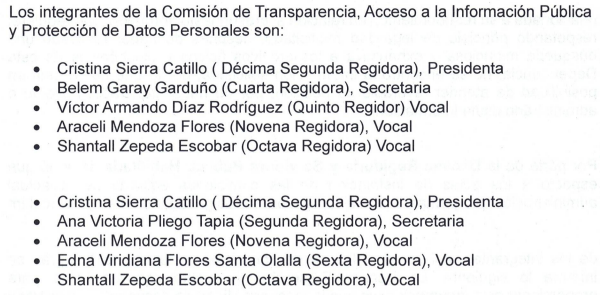 Los integrantes de la Comisión de Transparencia, Acceso a la Información Pública
y Protección de Datos Personales son:
• Cristina Sierra Catillo ( Décima Segunda Regidora), Presidenta
• Belem Garay Garduño (Cuarta Regidora), Secretaria
• Víctor Armando Díaz Rodríguez (Quinto Regidor) Vocal
• Araceli Mendoza Flores (Novena Regidora), Vocal
• Shantall Zepeda Escobar (Octava Regidora) Vocal
• Cristina Sierra Catillo ( Décima Segunda Regidora), Presidenta
• Ana Victoria Pliego Tapia (Segunda Regidora), Secretaria
• Araceli Mendoza Flores (Novena Regidora), Vocal
• Edna Viridiana Flores Santa Olalla (Sexta Regidora), Vocal
• Shantall Zepeda Escobar (Octava Regidora), Vocal